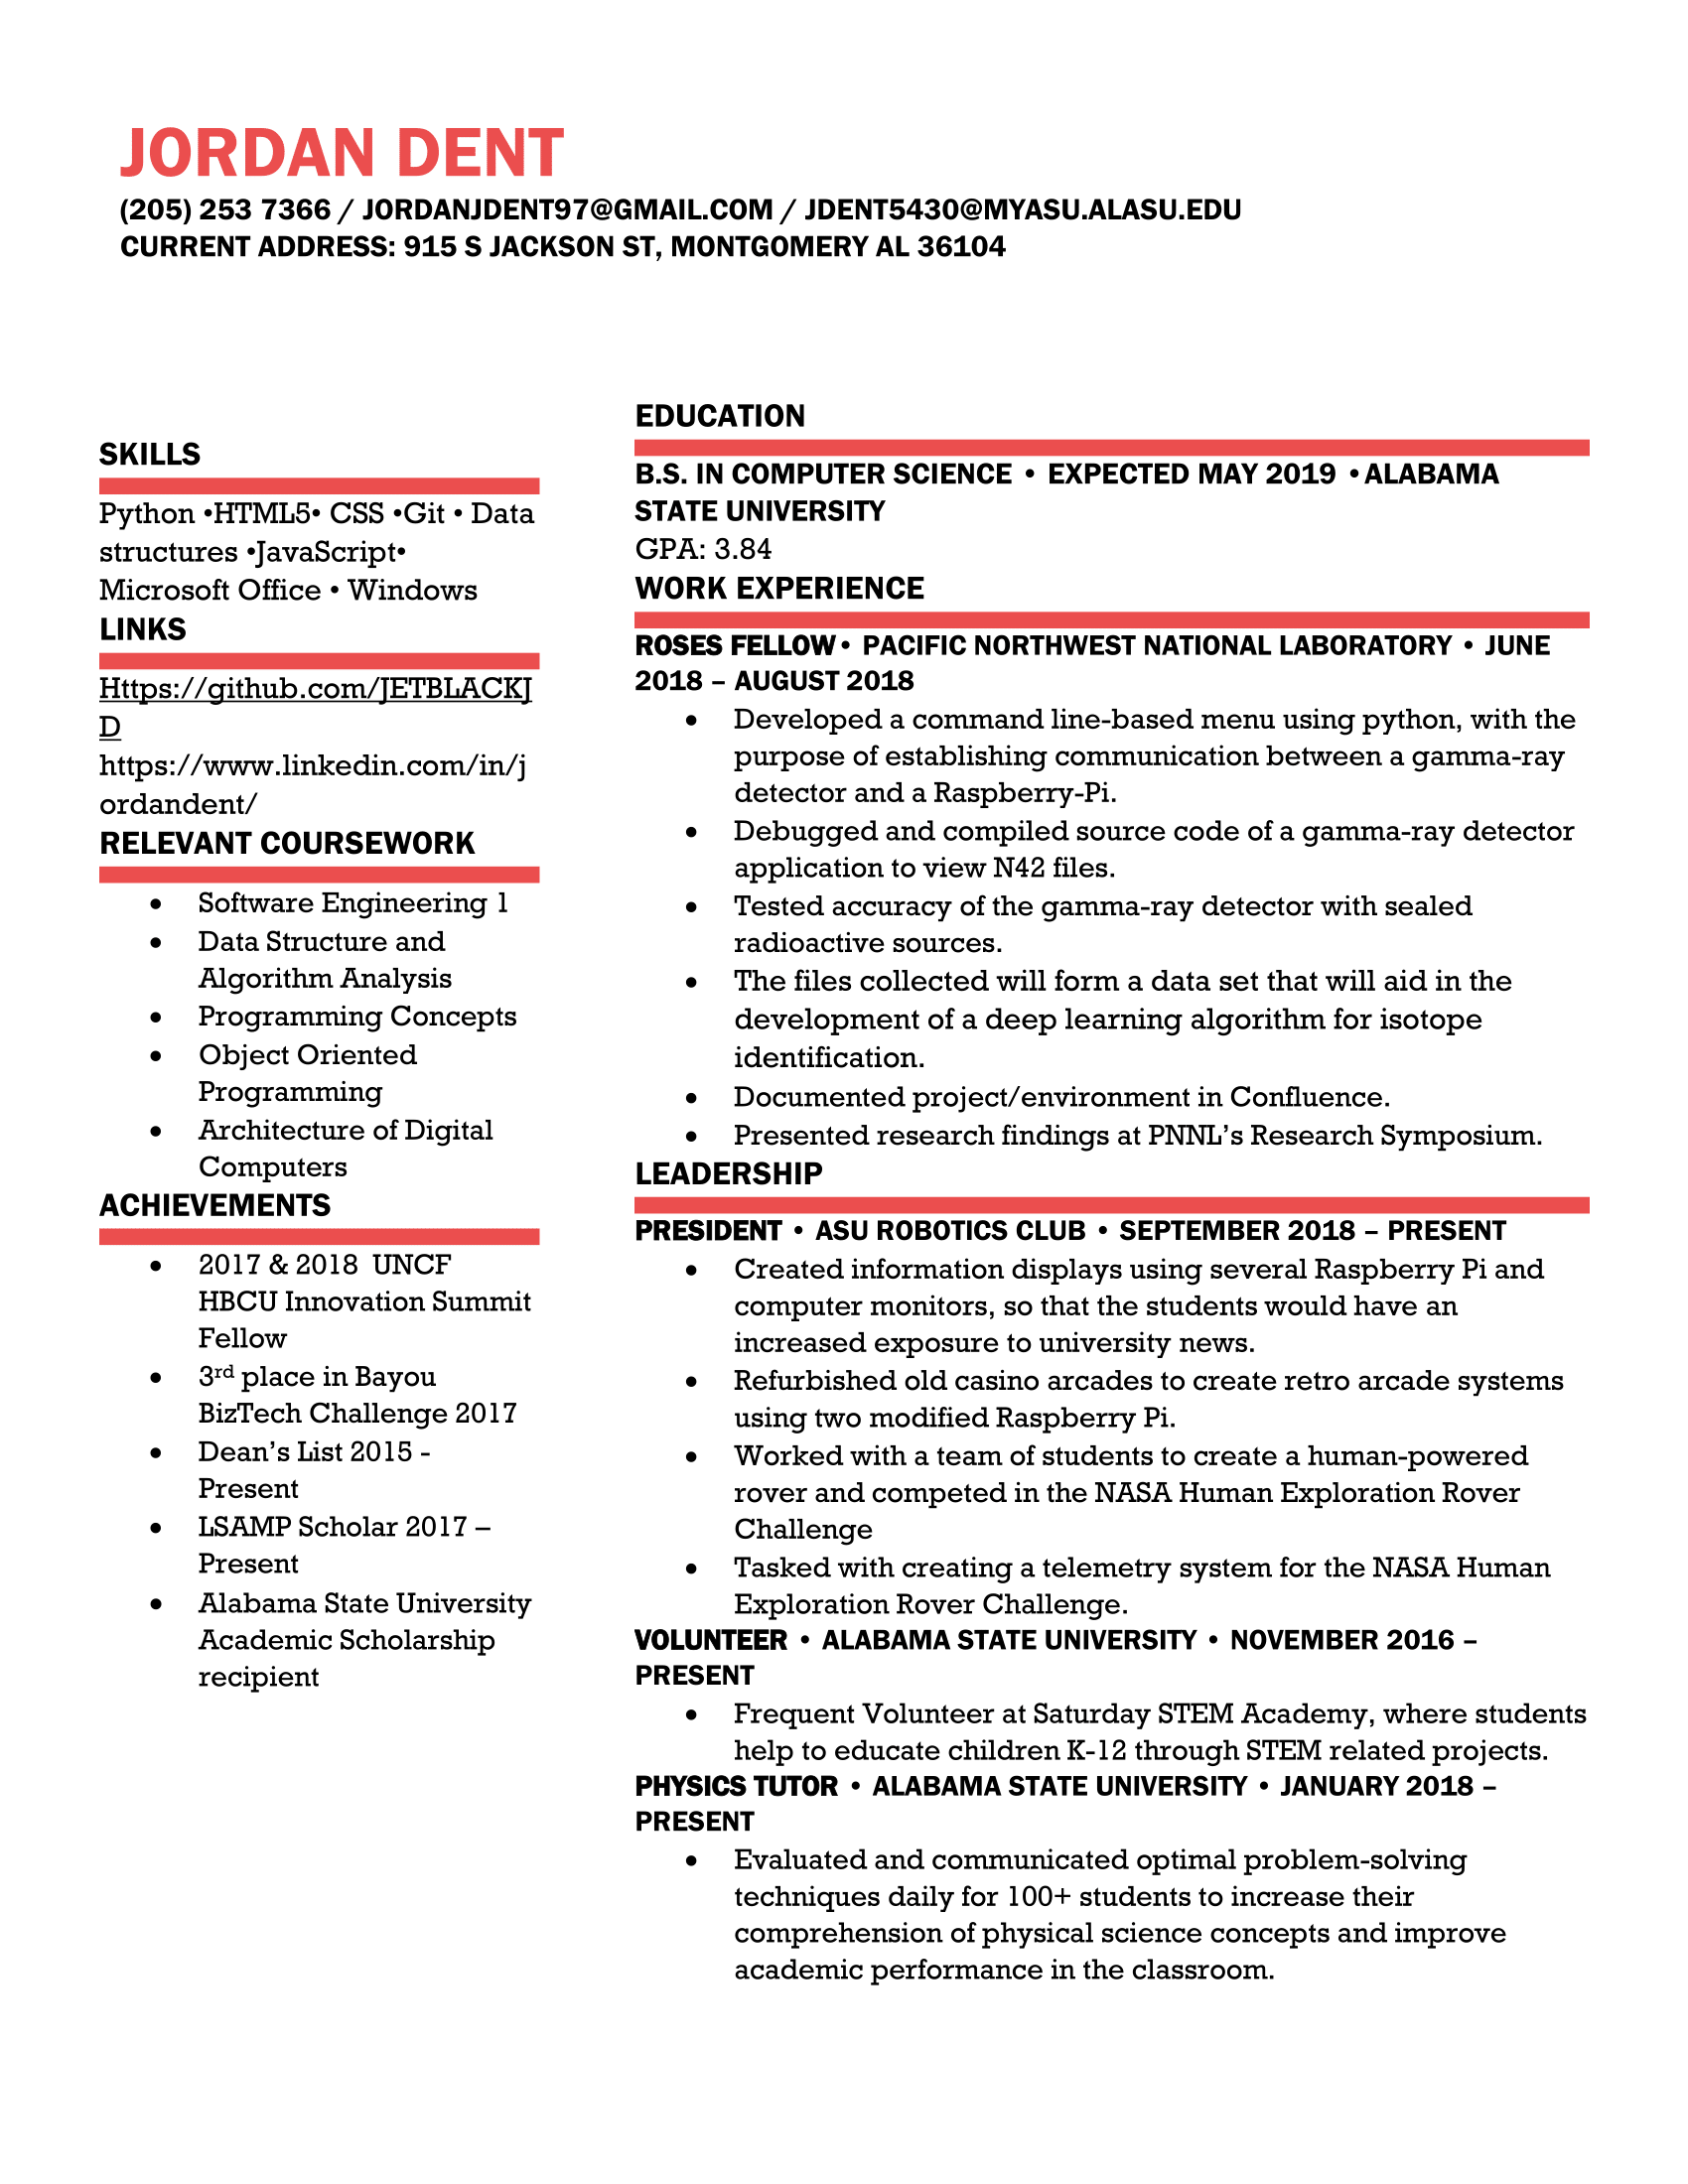 JORDAN DENT
(205) 253 7366 / JORDANJDENT97@GMAIL.COM / JDENT5430@MYASU.ALASU.EDU
CURRENT ADDRESS: 915 S JACKSON ST, MONTGOMERY AL 36104
SKILLS
Python •HTML5• CSS •Git • Data
structures •JavaScript•
Microsoft Office • Windows
LINKS
Https://github.com/JETBLACKJ
D
https://www.linkedin.com/in/j
ordandent/
RELEVANT COURSEWORK
• Software Engineering 1
• Data Structure and
Algorithm Analysis
• Programming Concepts
• Object Oriented
Programming
• Architecture of Digital
Computers
ACHIEVEMENTS
• 2017 & 2018  UNCF
HBCU Innovation Summit
Fellow
• 3rd place in Bayou
BizTech Challenge 2017
• Dean’s List 2015 -
Present
• LSAMP Scholar 2017 –
Present
• Alabama State University
Academic Scholarship
recipient
EDUCATION
B.S. IN COMPUTER SCIENCE • EXPECTED MAY 2019 •ALABAMA
STATE UNIVERSITY
GPA: 3.84
WORK EXPERIENCE
ROSES FELLOW• PACIFIC NORTHWEST NATIONAL LABORATORY • JUNE
2018 – AUGUST 2018
• Developed a command line-based menu using python, with the
purpose of establishing communication between a gamma-ray
detector and a Raspberry-Pi.
• Debugged and compiled source code of a gamma-ray detector
application to view N42 files.
• Tested accuracy of the gamma-ray detector with sealed
radioactive sources.
• The files collected will form a data set that will aid in the
development of a deep learning algorithm for isotope
identification.
• Documented project/environment in Confluence.
• Presented research findings at PNNL’s Research Symposium.
LEADERSHIP
PRESIDENT • ASU ROBOTICS CLUB • SEPTEMBER 2018 – PRESENT
• Created information displays using several Raspberry Pi and
computer monitors, so that the students would have an
increased exposure to university news.
• Refurbished old casino arcades to create retro arcade systems
using two modified Raspberry Pi.
• Worked with a team of students to create a human-powered
rover and competed in the NASA Human Exploration Rover
Challenge
• Tasked with creating a telemetry system for the NASA Human
Exploration Rover Challenge.
VOLUNTEER • ALABAMA STATE UNIVERSITY • NOVEMBER 2016 –
PRESENT
• Frequent Volunteer at Saturday STEM Academy, where students
help to educate children K-12 through STEM related projects.
PHYSICS TUTOR • ALABAMA STATE UNIVERSITY • JANUARY 2018 –
PRESENT
• Evaluated and communicated optimal problem-solving
techniques daily for 100+ students to increase their
comprehension of physical science concepts and improve
academic performance in the classroom.